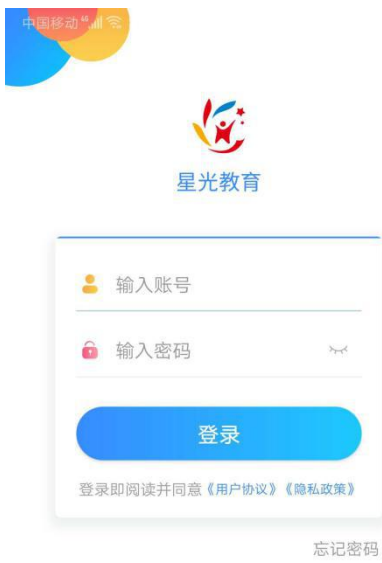 中国移动
星光教育
输入账号
输入密码
登录
登录即阅读并同意《用户协议》《隐私政策》
忘记密码